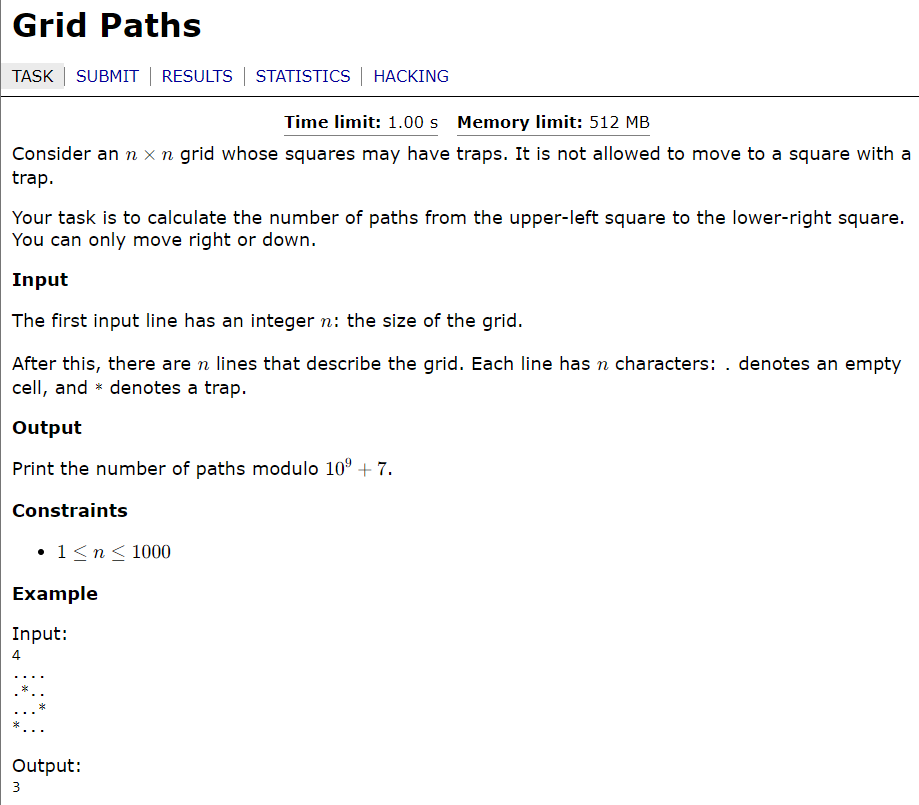 Grid Paths
TASK | SUBMIT | RESULTS | STATISTICS | HACKING
Time limit: 1.00 s Memory limit: 512 MB
Consider an n × n grid whose squares may have traps. It is not allowed to move to a square with a
trap.
Your task is to calculate the number of paths from the upper-left square to the lower-right square.
You can only move right or down.
Input
The first input line has an integer n: the size of the grid.
After this, there are n lines that describe the grid. Each line has n characters: . denotes an empty
cell, and * denotes a trap.
Output
Print the number of paths modulo 10⁹ + 7.
Constraints
• 1 ≤ n ≤ 1000
Example
Input:
4
....
.*..
...*
*...
Output:
3